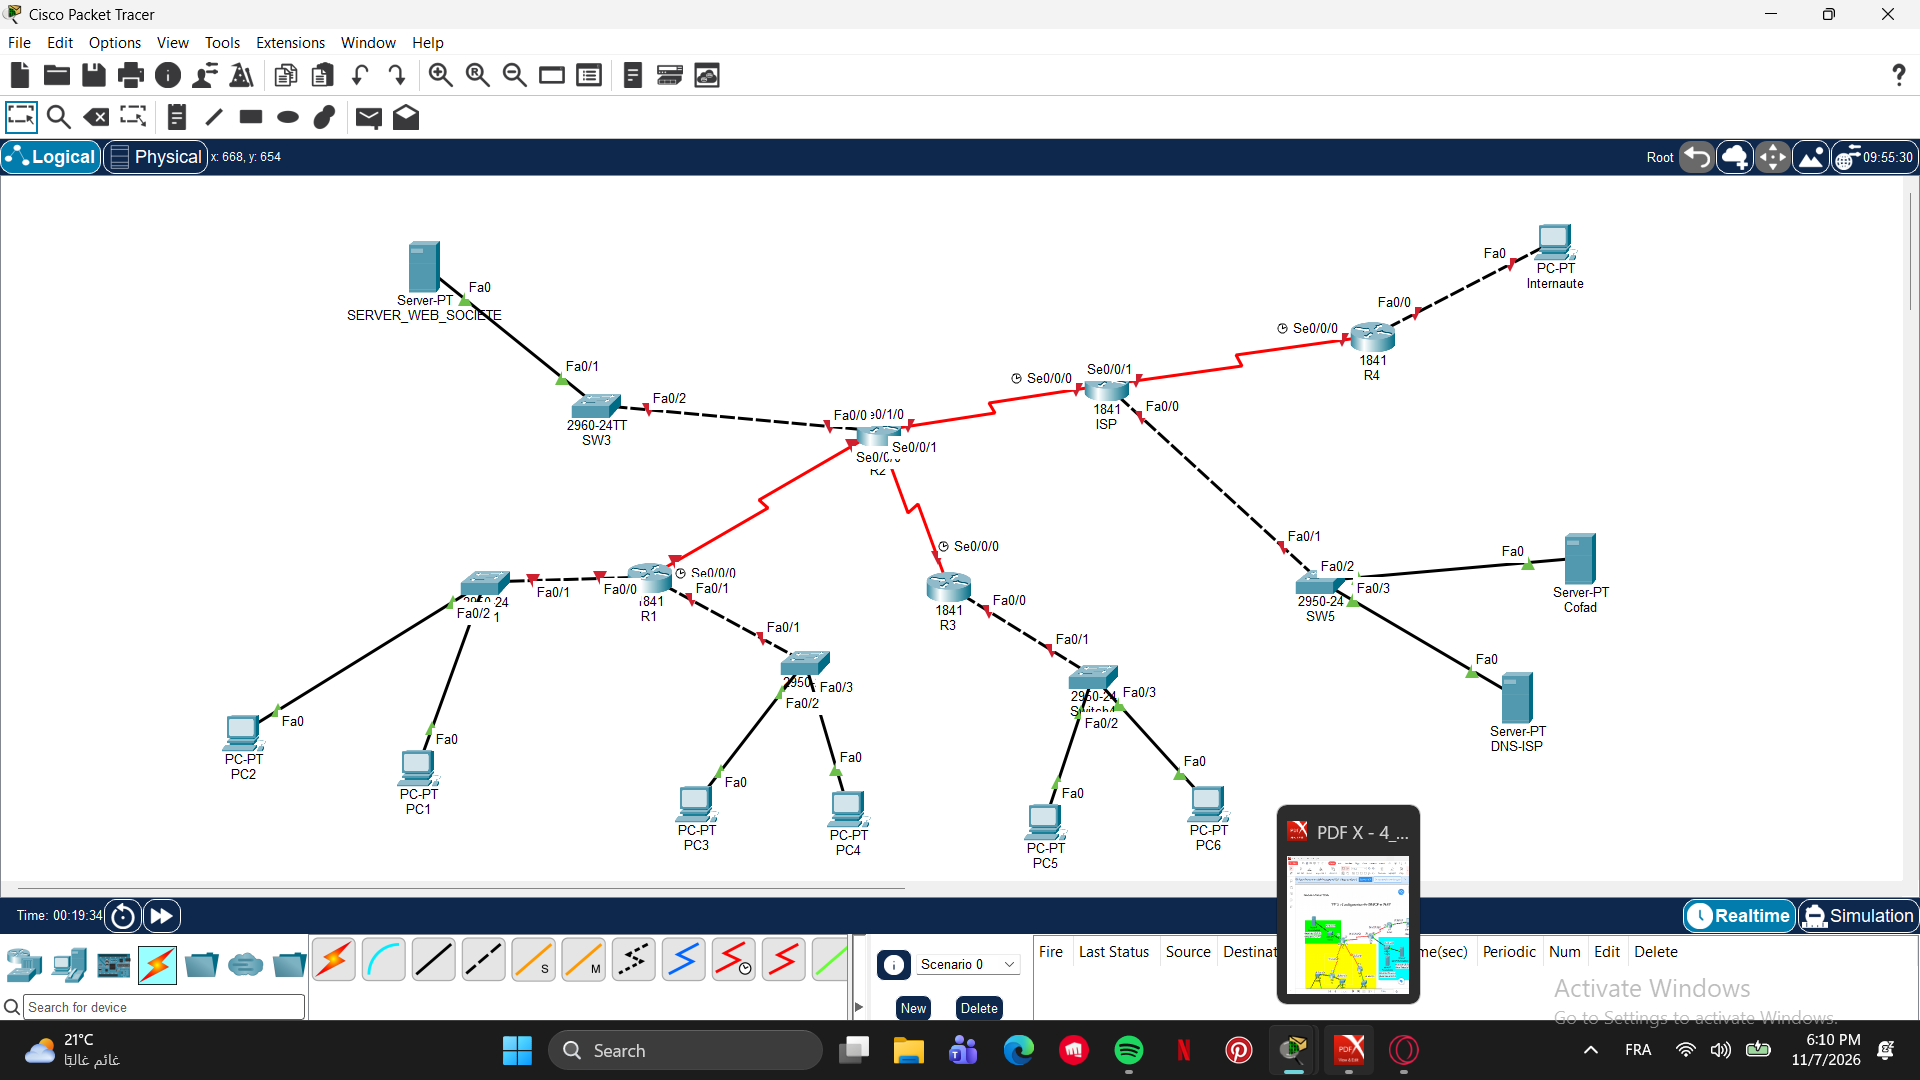 Cisco Packet Tracer
File Edit Options View Tools Extensions Window Help
Logical Physical x: 668, y: 654
Root 09:55:30
PC-PT
Internaute
Fa0
Fa0/0
Se0/0/0
1841
R4
Fa0
Server-PT
SERVER_WEB_SOCIETE
Fa0/1
Fa0/2
2960-24TT
SW3
Fa0/0
Se0/0/1
R2
Se0/0/0
Se0/0/1
1841
ISP
Fa0/0
Se0/0/0
Fa0/1
Fa0/2
Fa0/3
2950-24
SW5
Fa0
Server-PT
Cofad
Fa0
Server-PT
DNS-ISP
Fa0/1
Fa0/2
Fa0/0
Se0/0/0
Fa0/1
1841
R1
1841
R3
Fa0/0
Fa0/1
Fa0/3
Fa0/2
Fa0/1
Fa0/3
Fa0/2
Fa0
PC-PT
PC2
Fa0
PC-PT
PC1
Fa0
PC-PT
PC3
Fa0
PC-PT
PC4
Fa0
PC-PT
PC5
Fa0
PC-PT
PC6
PDF X - 4_...
Time: 00:19:34
Realtime Simulation
Scenario 0
New Delete
Fire Last Status Source Destinat me(sec) Periodic Num Edit Delete
Search for device
Activate Windows
Go to Settings to activate Windows.
21°C
غائم غالبًا
Search
FRA
6:10 PM
11/7/2026